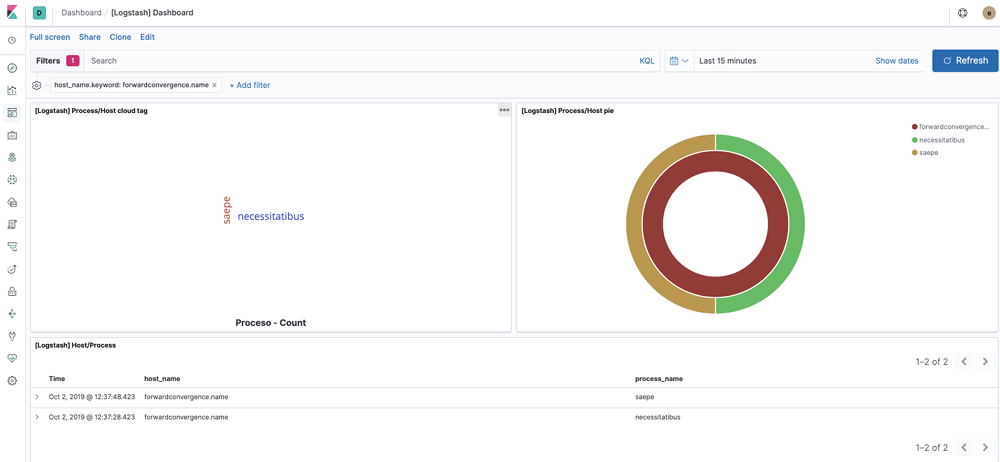 D Dashboard / [Logstash] Dashboard e
Full screen Share Clone Edit
Filters 1 Search KQL Last 15 minutes Show dates Refresh
host_name.keyword: forwardconvergence.name × + Add filter
[Logstash] Process/Host cloud tag
saepe
necessitatibus
Proceso - Count
[Logstash] Process/Host pie
forwardconvergence...
necessitatibus
saepe
[Logstash] Host/Process
1–2 of 2
Time host_name process_name
Oct 2, 2019 @ 12:37:48.423 forwardconvergence.name saepe
Oct 2, 2019 @ 12:37:28.423 forwardconvergence.name necessitatibus
1–2 of 2